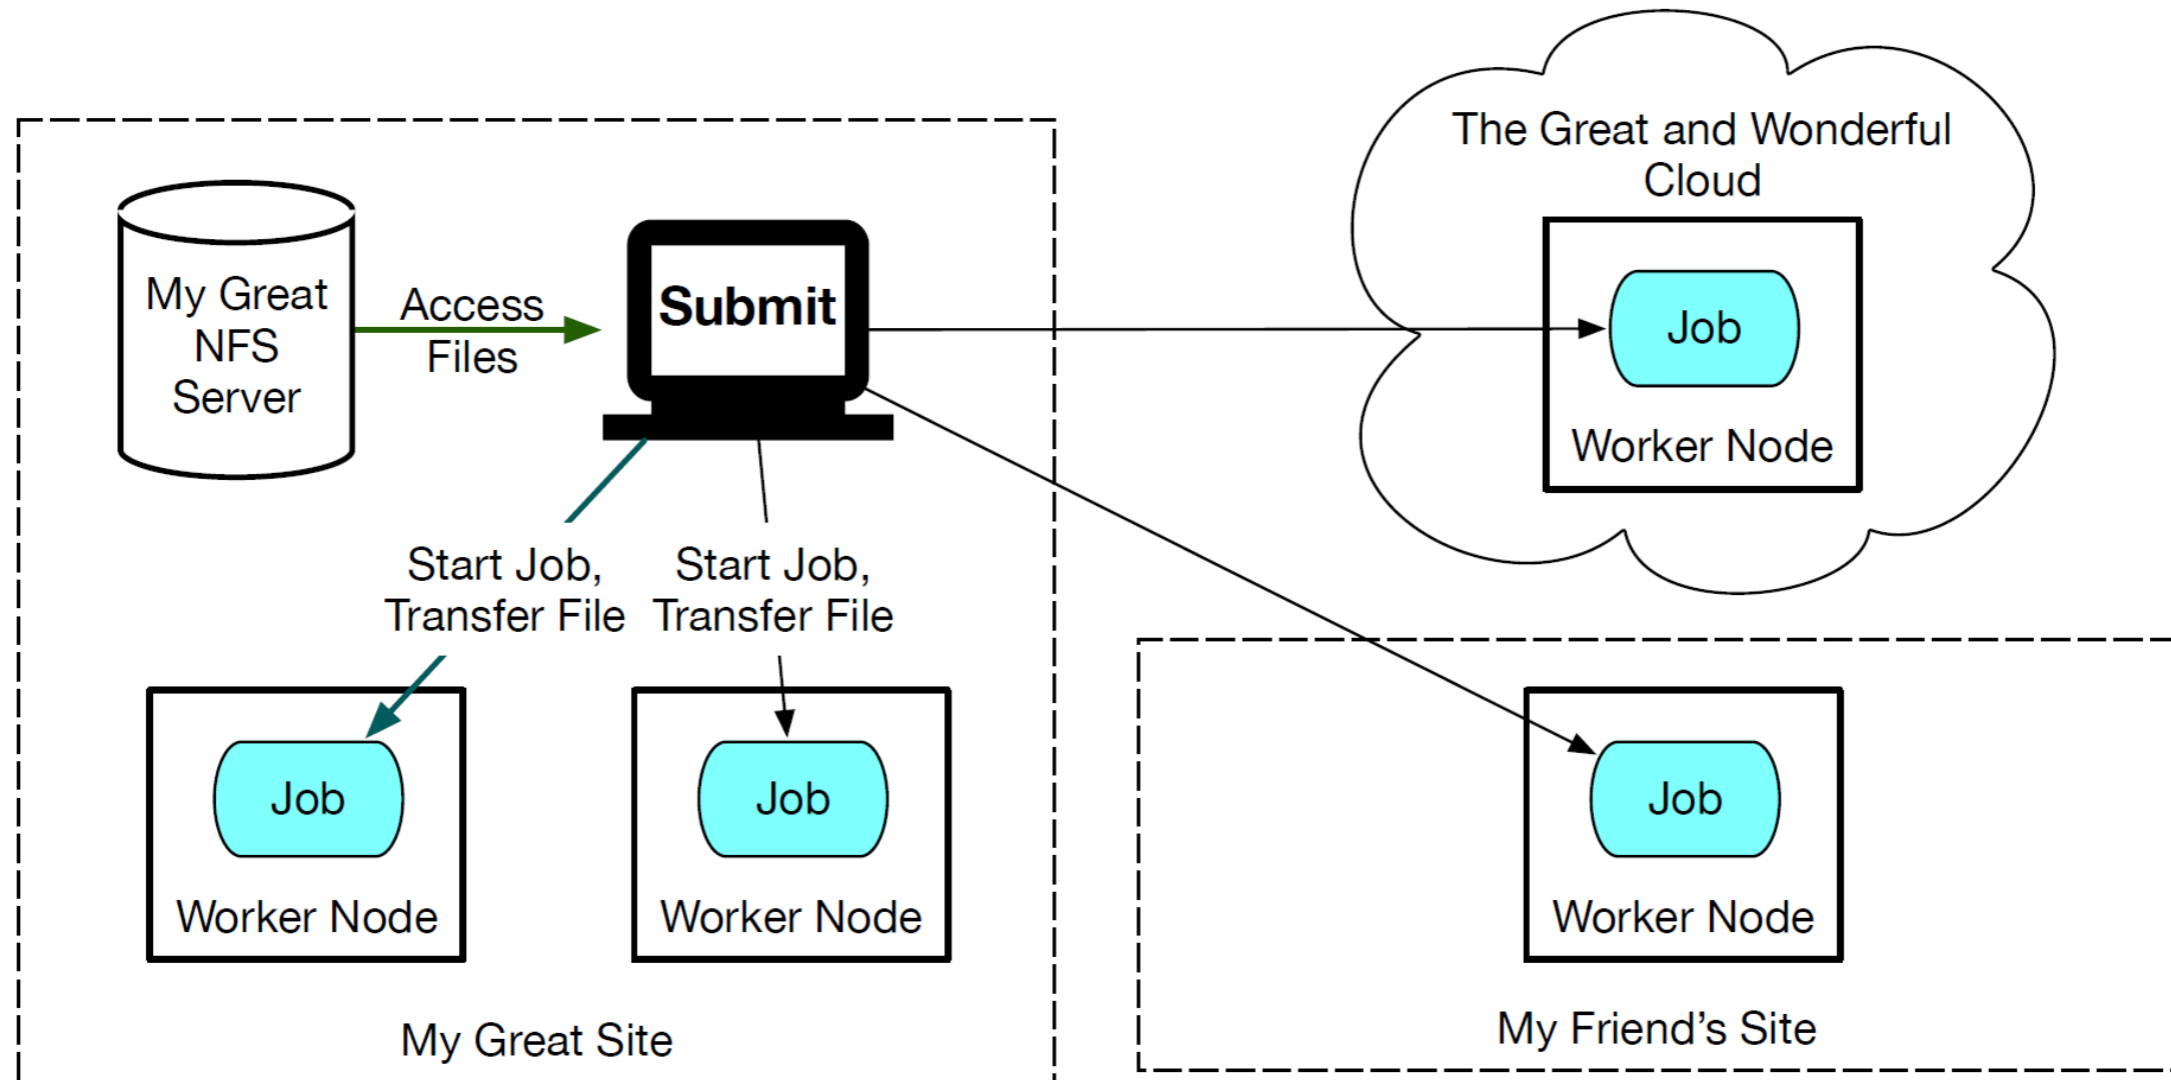 The Great and Wonderful
Cloud
My Great
NFS
Server
Access
Files
Submit
Job
Worker Node
Start Job,
Transfer File
Start Job,
Transfer File
Job
Worker Node
Job
Worker Node
Job
Worker Node
My Great Site
My Friend’s Site